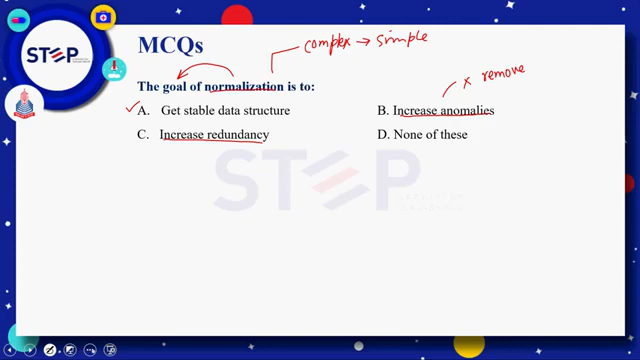 STEP
MCQs
complex → simple
The goal of normalization is to:
x remove
✓ A. Get stable data structure
B. Increase anomalies
C. Increase redundancy
D. None of these
STEP